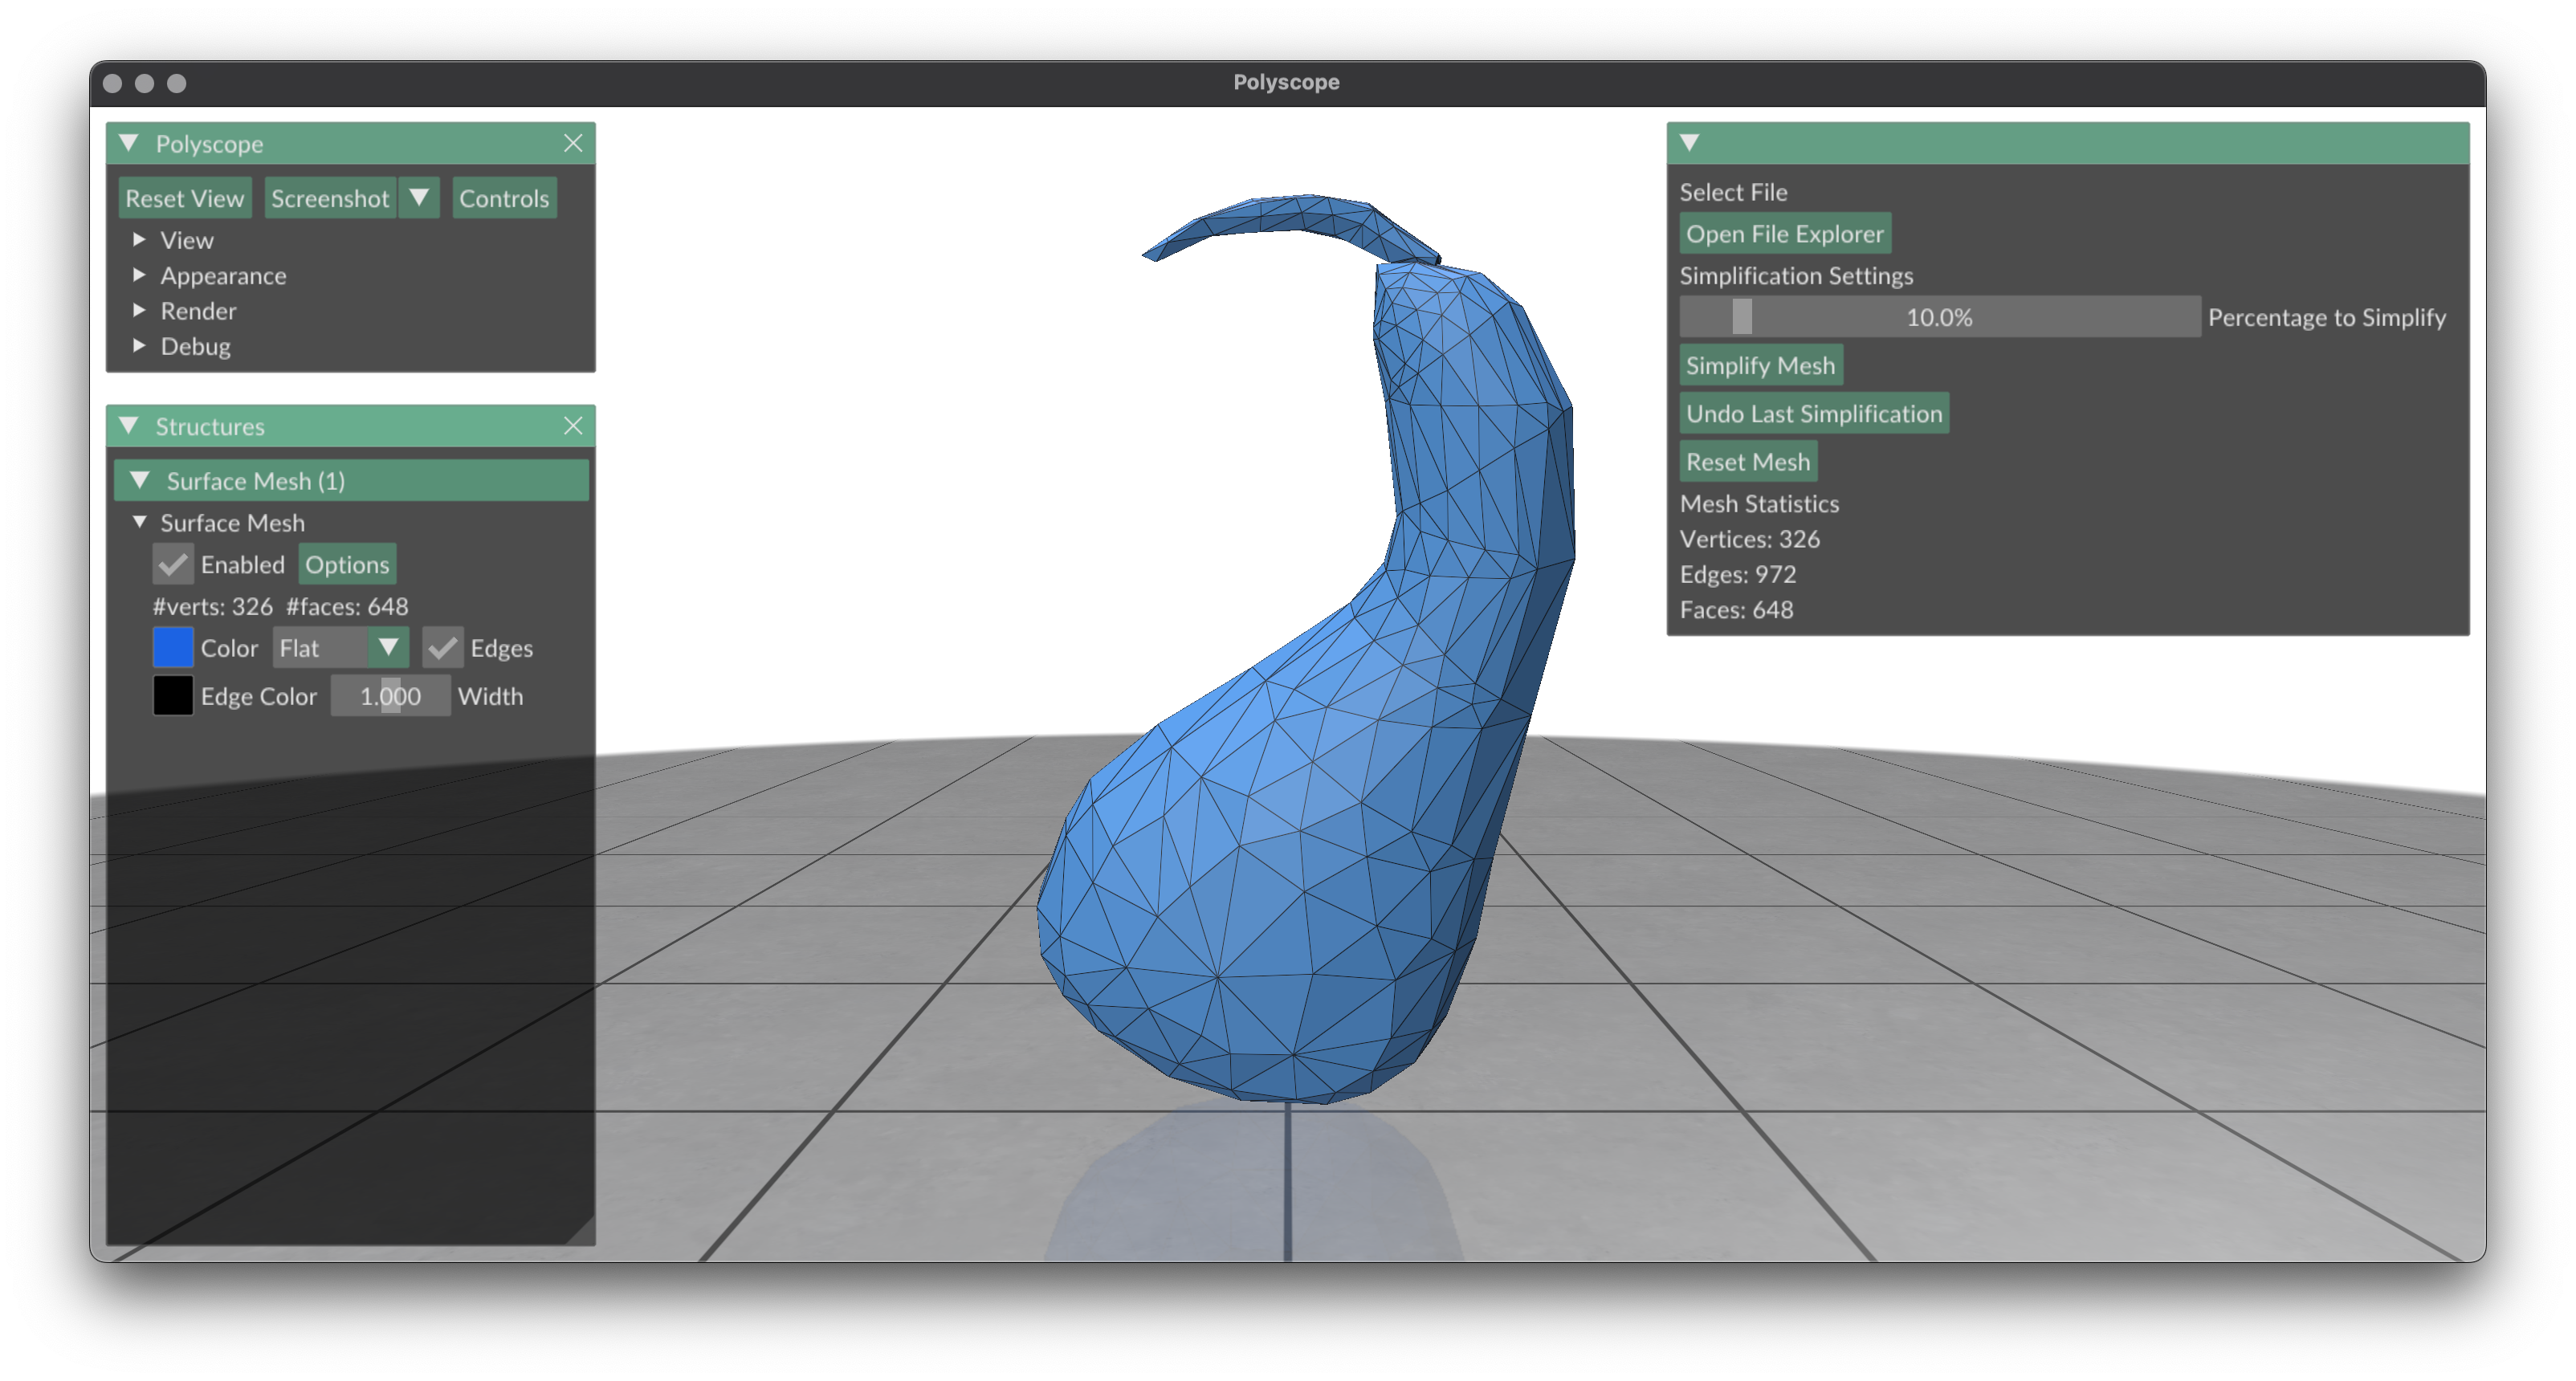 Polyscope
Polyscope
Reset View Screenshot Controls
View
Appearance
Render
Debug
Structures
Surface Mesh (1)
Surface Mesh
Enabled Options
#verts: 326 #faces: 648
Color Flat Edges
Edge Color 1.000 Width
Select File
Open File Explorer
Simplification Settings
10.0% Percentage to Simplify
Simplify Mesh
Undo Last Simplification
Reset Mesh
Mesh Statistics
Vertices: 326
Edges: 972
Faces: 648